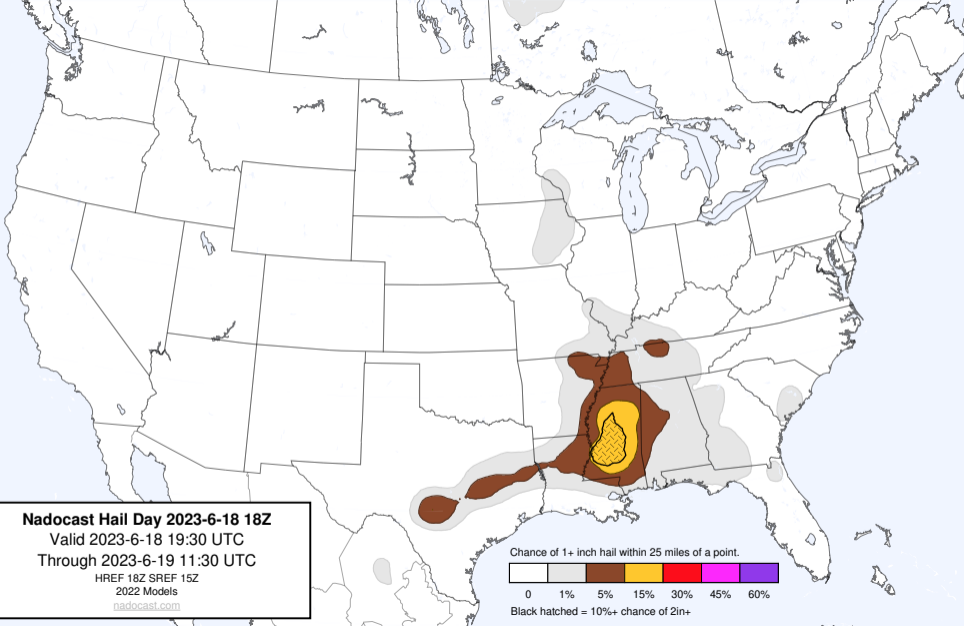 Nadocast Hail Day 2023-6-18 18Z
Valid 2023-6-18 19:30 UTC
Through 2023-6-19 11:30 UTC
HREF 18Z SREF 15Z
2022 Models
nadocast.com
Chance of 1+ inch hail within 25 miles of a point.
0 1% 5% 15% 30% 45% 60%
Black hatched = 10%+ chance of 2in+